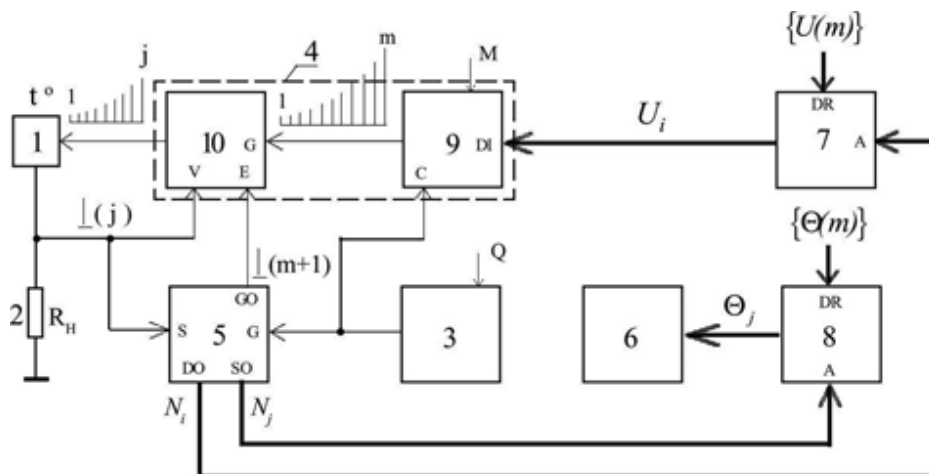 {U(m)}
4
j
m
M
1
1
t°
DR
U_i
1
10
G
9
DI
7
A
V
E
C
⊥(j)
{Θ(m)}
⊥(m+1)
Q
GO
DR
Θ_j
2
R_H
S
5
G
3
6
8
DO
SO
A
N_i
N_j